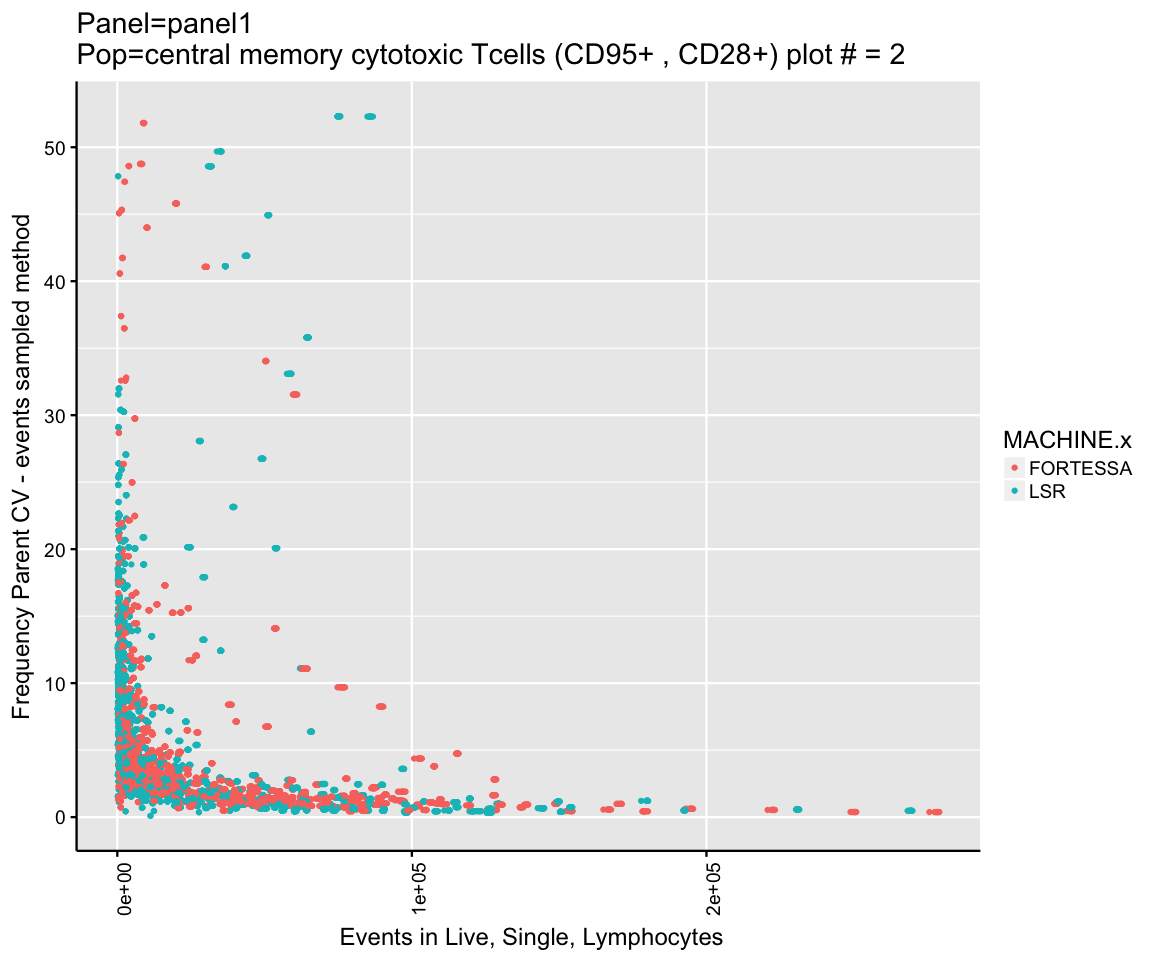 Panel=panel1
Pop=central memory cytotoxic Tcells (CD95+ , CD28+) plot # = 2
Frequency Parent CV - events sampled method
50
40
30
20
10
0
0e+00
1e+05
2e+05
Events in Live, Single, Lymphocytes
MACHINE.x
FORTESSA
LSR